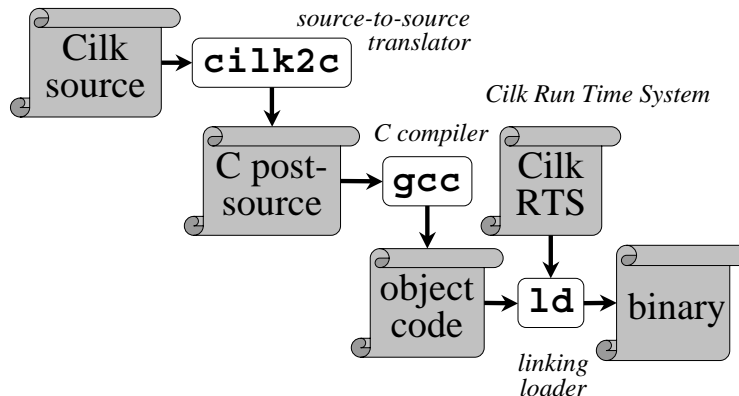 source-to-source
translator
Cilk
source
cilk2c
Cilk Run Time System
C compiler
C post-
source
gcc
Cilk
RTS
object
code
ld
binary
linking
loader